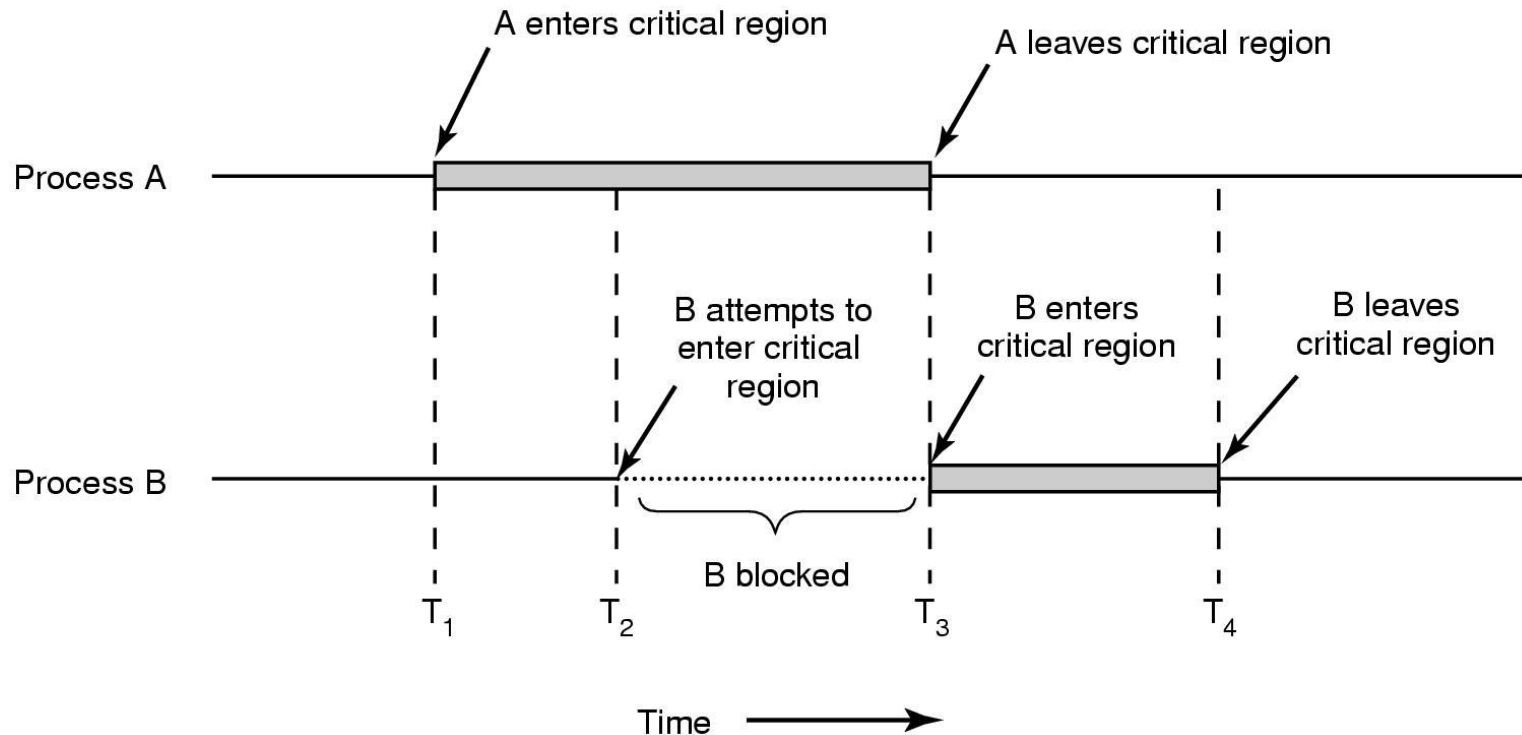 A enters critical region
A leaves critical region
Process A
B attempts to
enter critical
region
B enters
critical region
B leaves
critical region
Process B
B blocked
T1
T2
T3
T4
Time